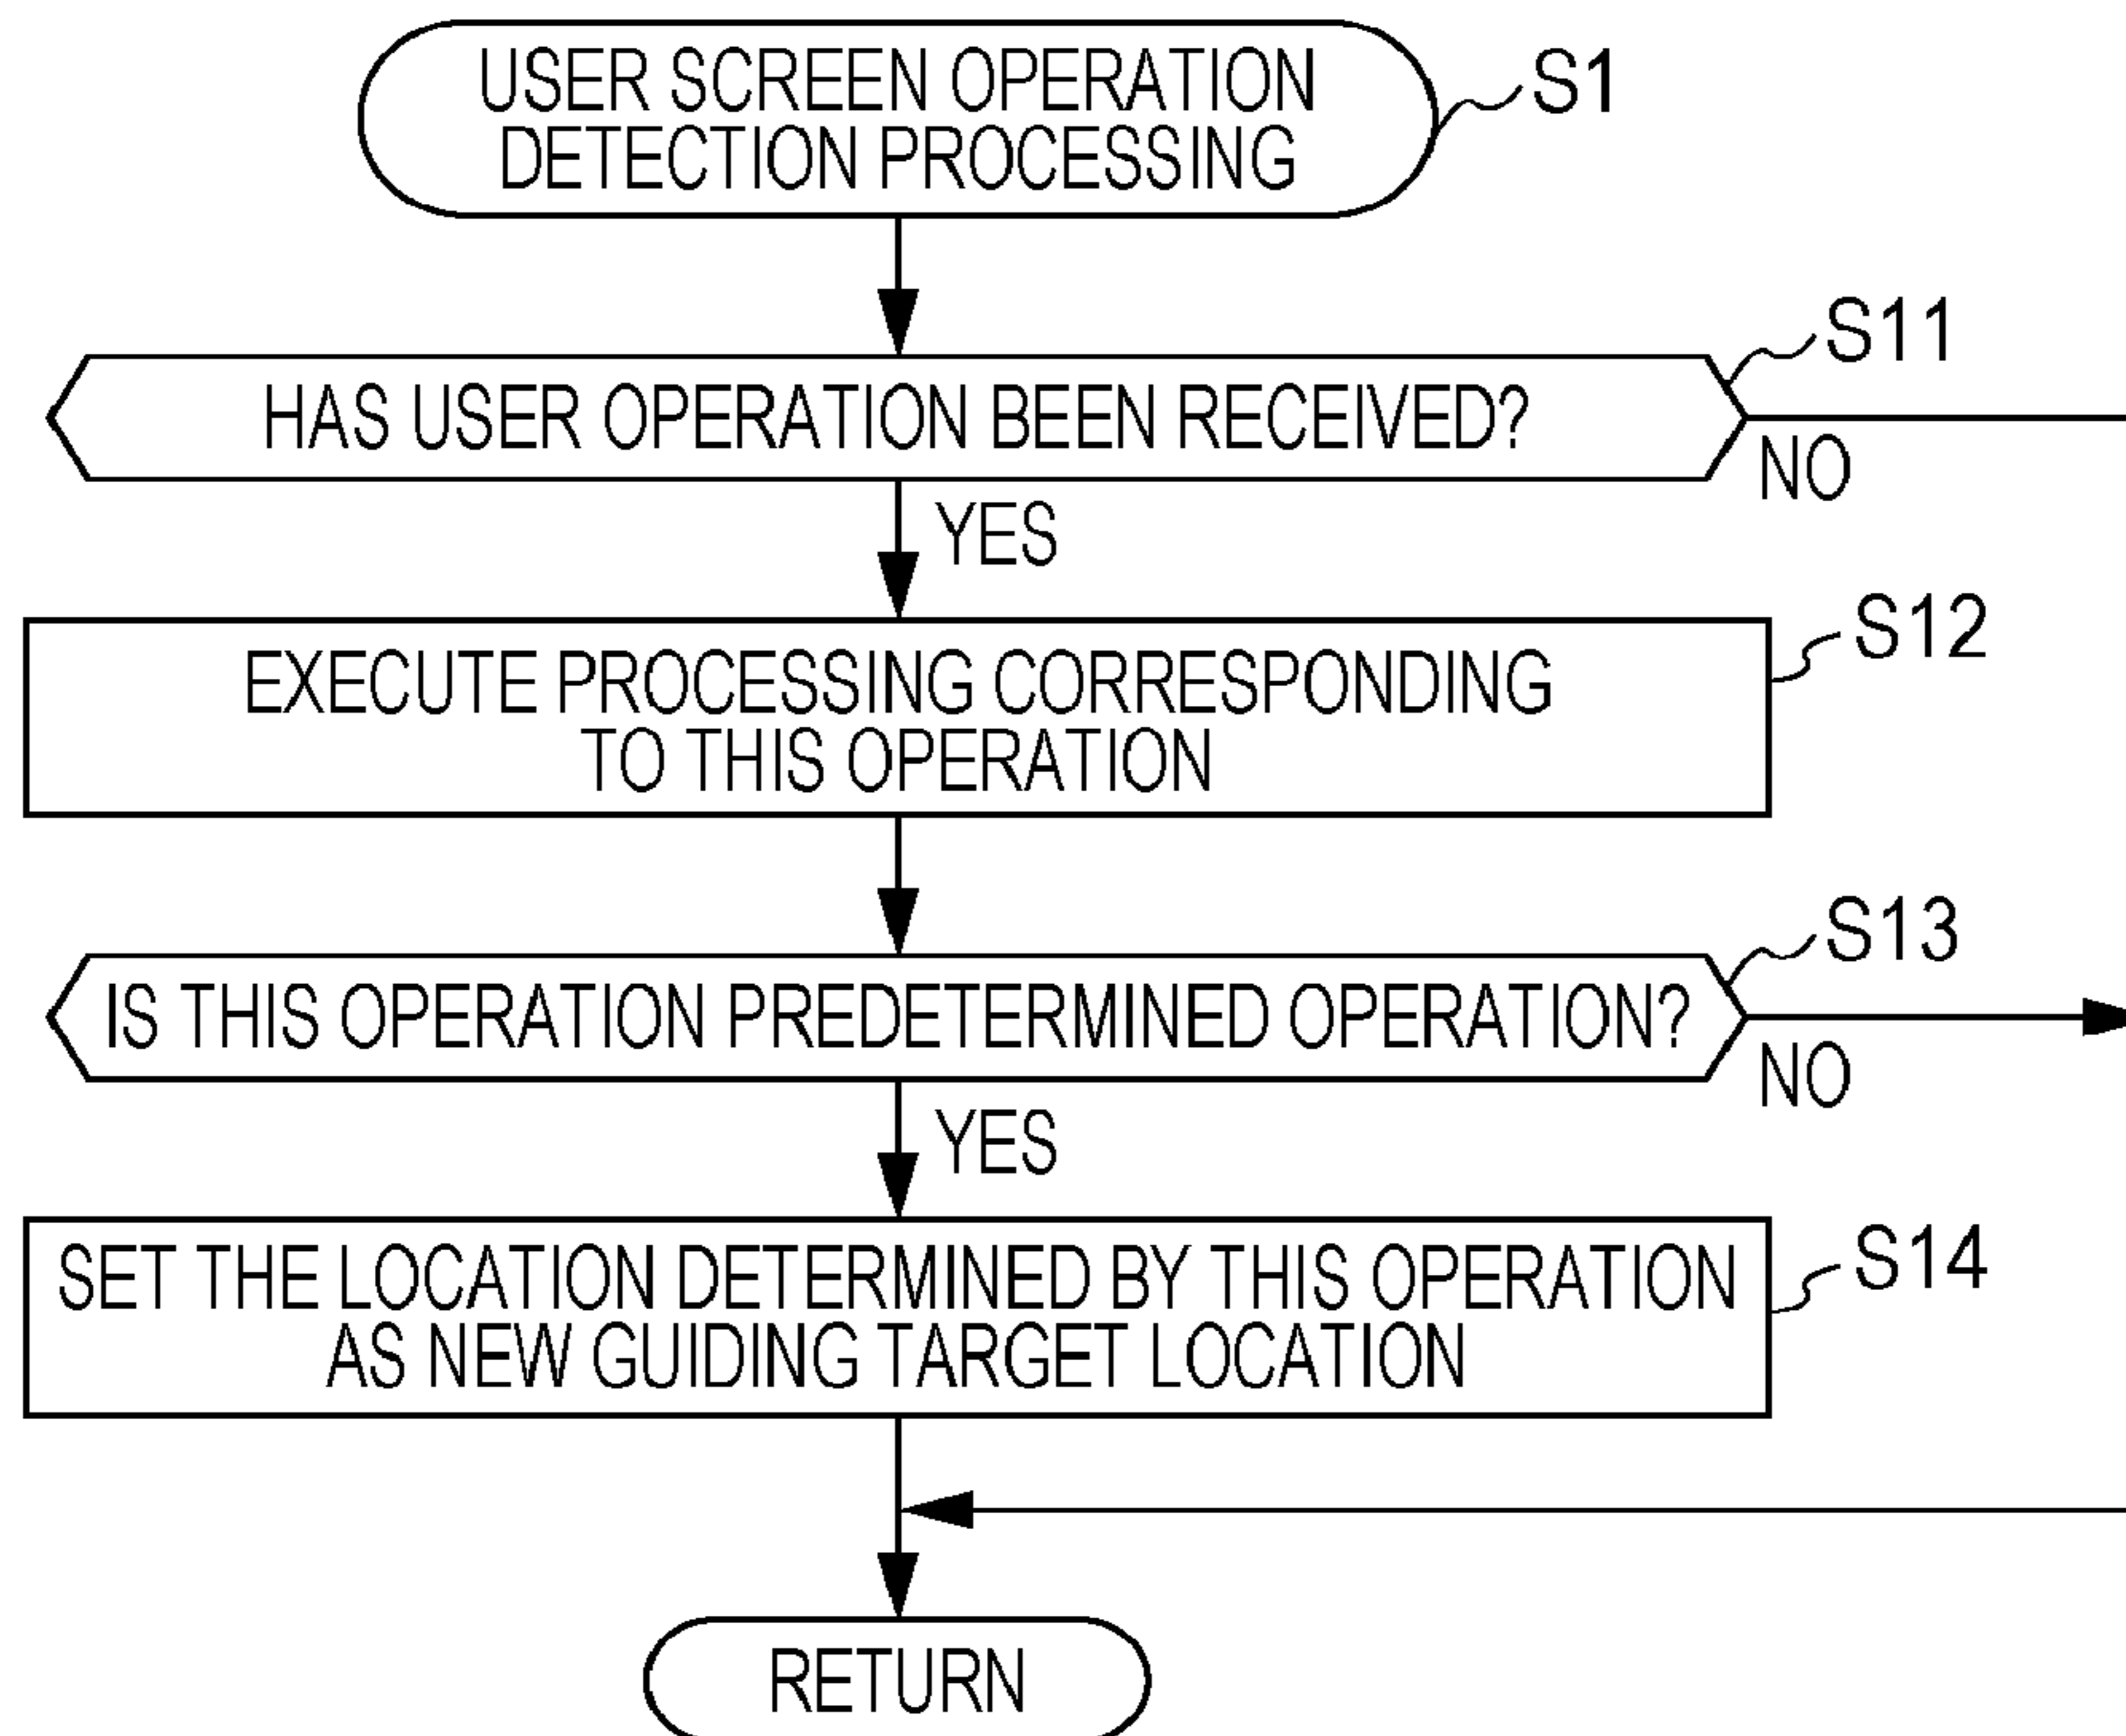 USER SCREEN OPERATION
DETECTION PROCESSING
S1
HAS USER OPERATION BEEN RECEIVED?
S11
NO
YES
EXECUTE PROCESSING CORRESPONDING
TO THIS OPERATION
S12
IS THIS OPERATION PREDETERMINED OPERATION?
S13
NO
YES
SET THE LOCATION DETERMINED BY THIS OPERATION
AS NEW GUIDING TARGET LOCATION
S14
RETURN